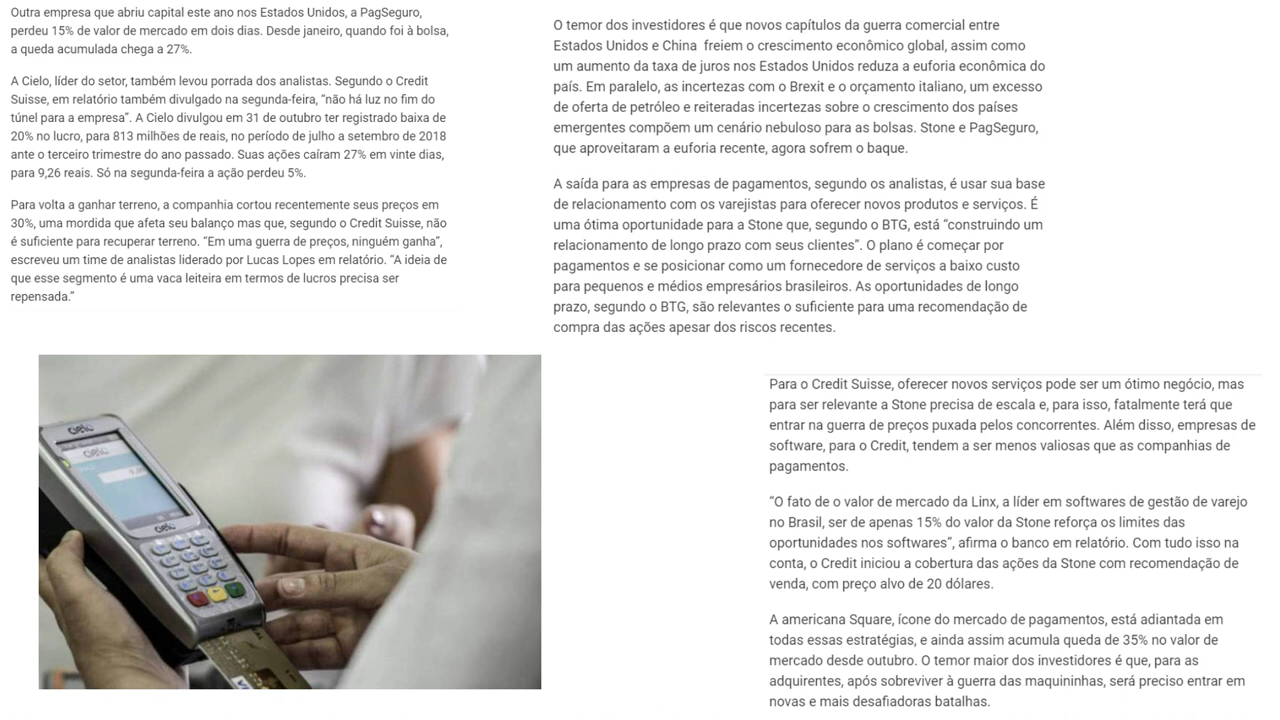 Outra empresa que abriu capital este ano nos Estados Unidos, a PagSeguro,
perdeu 15% de valor de mercado em dois dias. Desde janeiro, quando foi à bolsa,
a queda acumulada chega a 27%.
A Cielo, líder do setor, também levou porrada dos analistas. Segundo o Credit
Suisse, em relatório também divulgado na segunda-feira, “não há luz no fim do
túnel para a empresa”. A Cielo divulgou em 31 de outubro ter registrado baixa de
20% no lucro, para 813 milhões de reais, no período de julho a setembro de 2018
ante o terceiro trimestre do ano passado. Suas ações caíram 27% em vinte dias,
para 9,26 reais. Só na segunda-feira a ação perdeu 5%.
Para volta a ganhar terreno, a companhia cortou recentemente seus preços em
30%, uma mordida que afeta seu balanço mas que, segundo o Credit Suisse, não
é suficiente para recuperar terreno. “Em uma guerra de preços, ninguém ganha”,
escreveu um time de analistas liderado por Lucas Lopes em relatório. “A ideia de
que esse segmento é uma vaca leiteira em termos de lucros precisa ser
repensada.”
O temor dos investidores é que novos capítulos da guerra comercial entre
Estados Unidos e China freiem o crescimento econômico global, assim como
um aumento da taxa de juros nos Estados Unidos reduza a euforia econômica do
país. Em paralelo, as incertezas com o Brexit e o orçamento italiano, um excesso
de oferta de petróleo e reiteradas incertezas sobre o crescimento dos países
emergentes compõem um cenário nebuloso para as bolsas. Stone e PagSeguro,
que aproveitaram a euforia recente, agora sofrem o baque.
A saída para as empresas de pagamentos, segundo os analistas, é usar sua base
de relacionamento com os varejistas para oferecer novos produtos e serviços. É
uma ótima oportunidade para a Stone que, segundo o BTG, está “construindo um
relacionamento de longo prazo com seus clientes”. O plano é começar por
pagamentos e se posicionar como um fornecedore de serviços a baixo custo
para pequenos e médios empresários brasileiros. As oportunidades de longo
prazo, segundo o BTG, são relevantes o suficiente para uma recomendação de
compra das ações apesar dos riscos recentes.
cielo
cielo
cielo
Para o Credit Suisse, oferecer novos serviços pode ser um ótimo negócio, mas
para ser relevante a Stone precisa de escala e, para isso, fatalmente terá que
entrar na guerra de preços puxada pelos concorrentes. Além disso, empresas de
software, para o Credit, tendem a ser menos valiosas que as companhias de
pagamentos.
“O fato de o valor de mercado da Linx, a líder em softwares de gestão de varejo
no Brasil, ser de apenas 15% do valor da Stone reforça os limites das
oportunidades nos softwares”, afirma o banco em relatório. Com tudo isso na
conta, o Credit iniciou a cobertura das ações da Stone com recomendação de
venda, com preço alvo de 20 dólares.
A americana Square, ícone do mercado de pagamentos, está adiantada em
todas essas estratégias, e ainda assim acumula queda de 35% no valor de
mercado desde outubro. O temor maior dos investidores é que, para as
adquirentes, após sobreviver à guerra das maquininhas, será preciso entrar em
novas e mais desafiadoras batalhas.